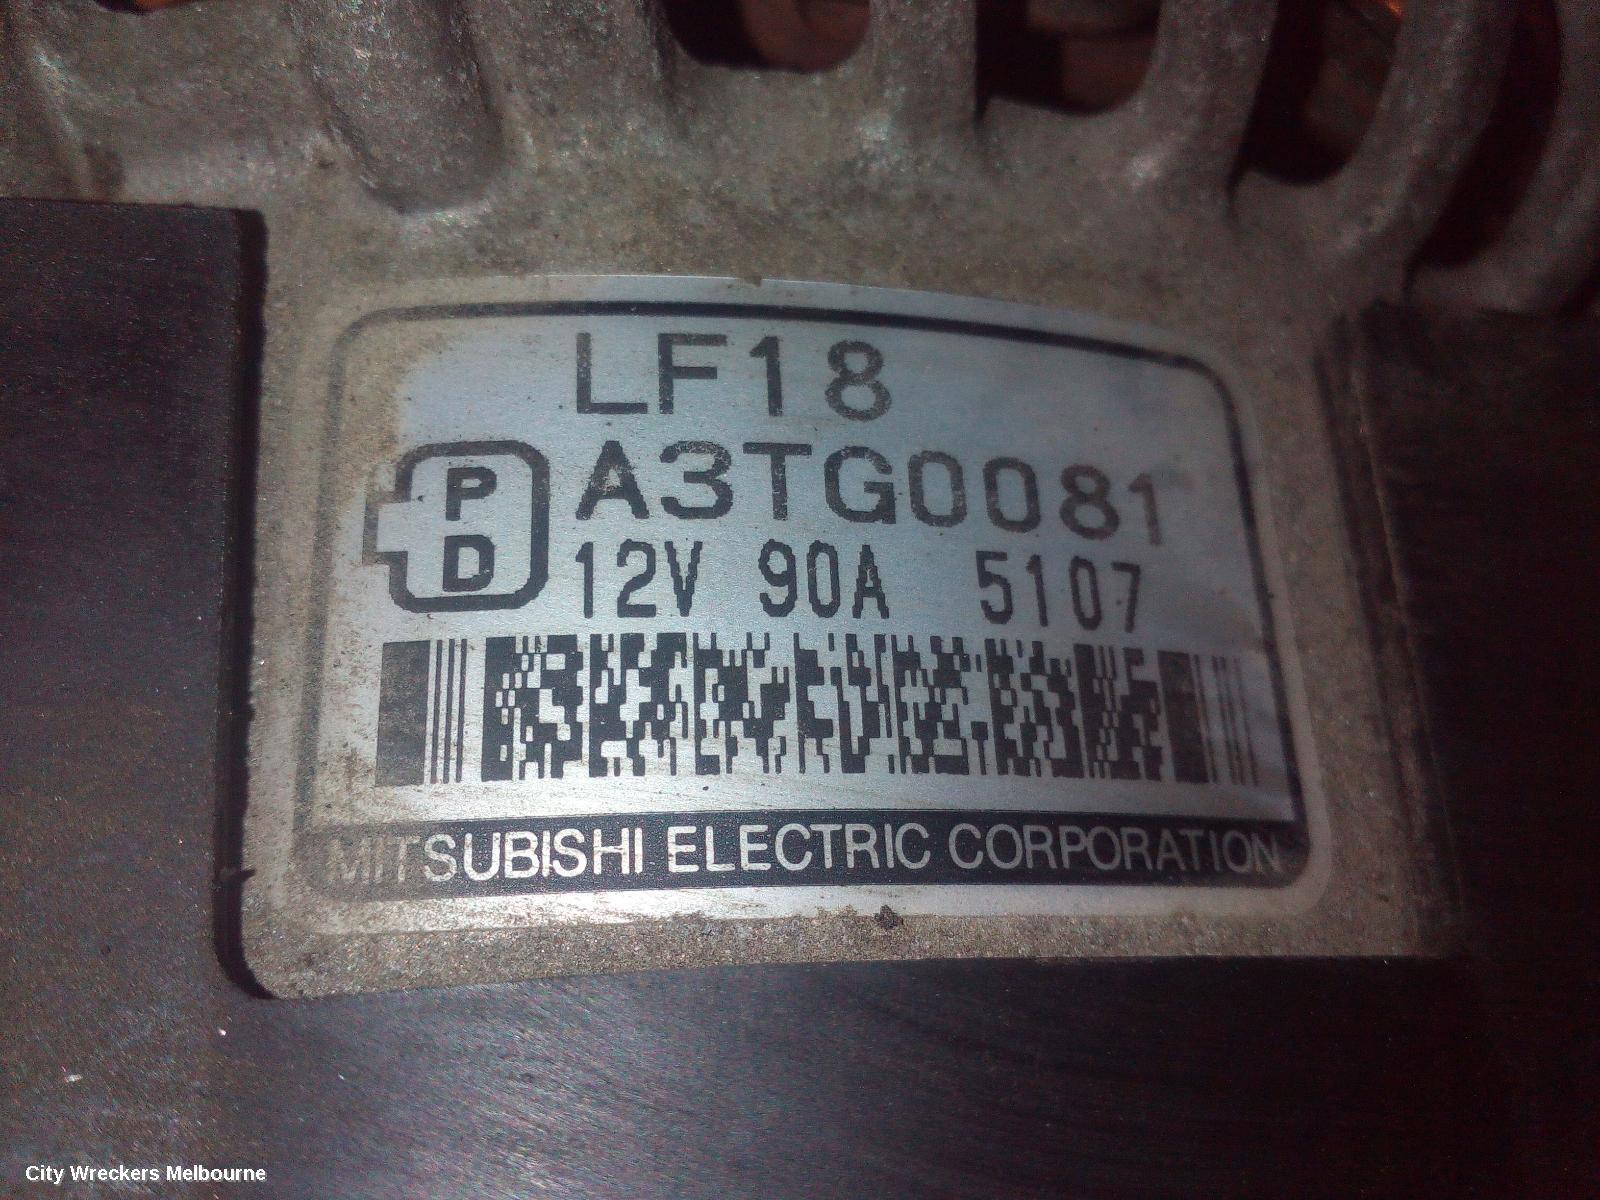 LF18
A3TG0081
P
D
12V 90A 5107
MITSUBISHI ELECTRIC CORPORATION
City Wreckers Melbourne